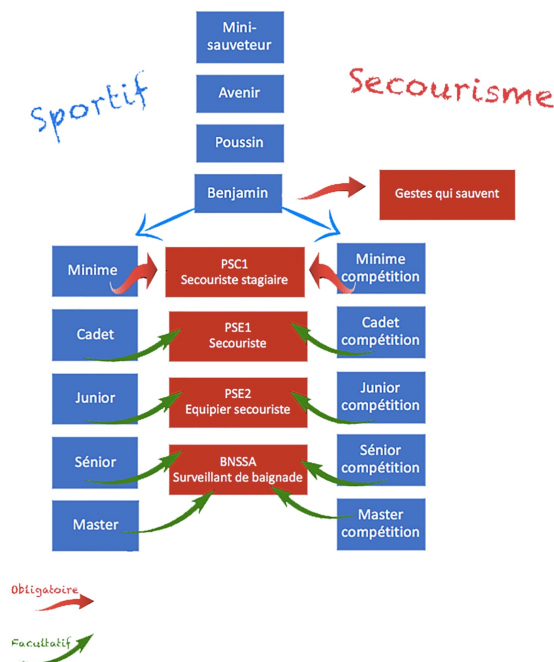 Mini-
sauveteur
Sportif
Secourisme
Avenir
Poussin
Benjamin
Gestes qui sauvent
Minime
PSC1
Secouriste stagiaire
Minime
compétition
Cadet
PSE1
Secouriste
Cadet
compétition
Junior
PSE2
Equipier secouriste
Junior
compétition
Sénior
BNSSA
Surveillant de baignade
Sénior
compétition
Master
Master
compétition
Obligatoire
Facultatif